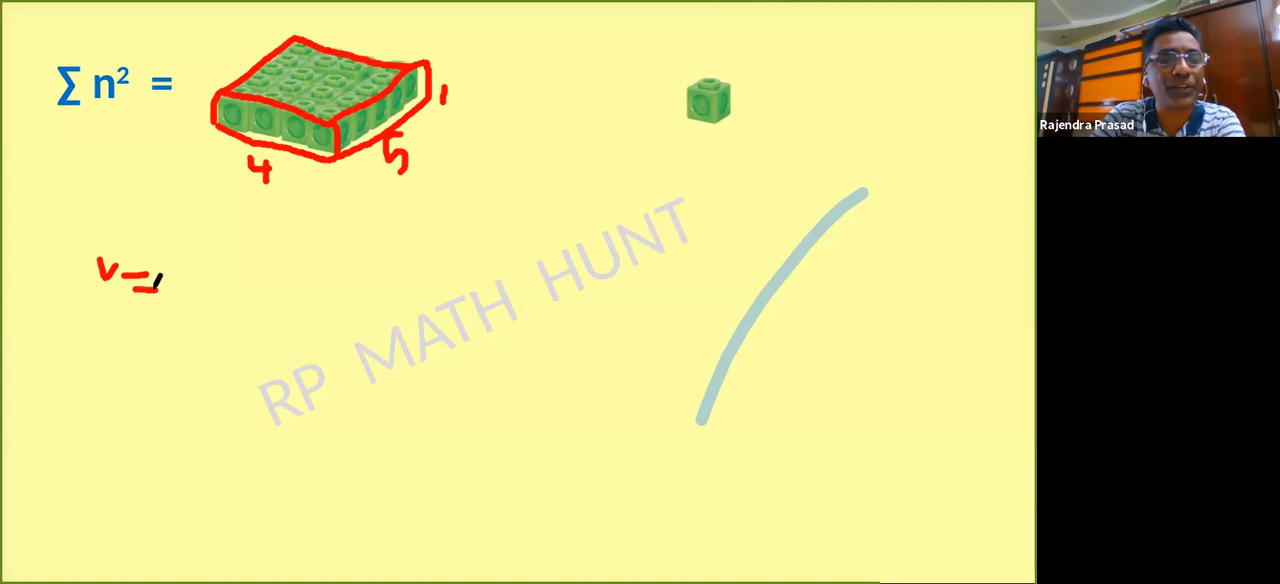 ∑ n² =
1
4
5
v =
RP MATH HUNT
Rajendra Prasad